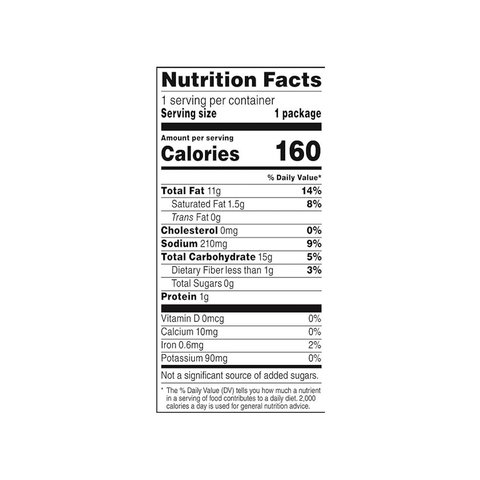 Nutrition Facts
1 serving per container
Serving size 1 package
Amount per serving
Calories 160
% Daily Value*
Total Fat 11g 14%
Saturated Fat 1.5g 8%
Trans Fat 0g
Cholesterol 0mg 0%
Sodium 210mg 9%
Total Carbohydrate 15g 5%
Dietary Fiber less than 1g 3%
Total Sugars 0g
Protein 1g
Vitamin D 0mcg 0%
Calcium 10mg 0%
Iron 0.6mg 2%
Potassium 90mg 0%
Not a significant source of added sugars.
* The % Daily Value (DV) tells you how much a nutrient
in a serving of food contributes to a daily diet. 2,000
calories a day is used for general nutrition advice.